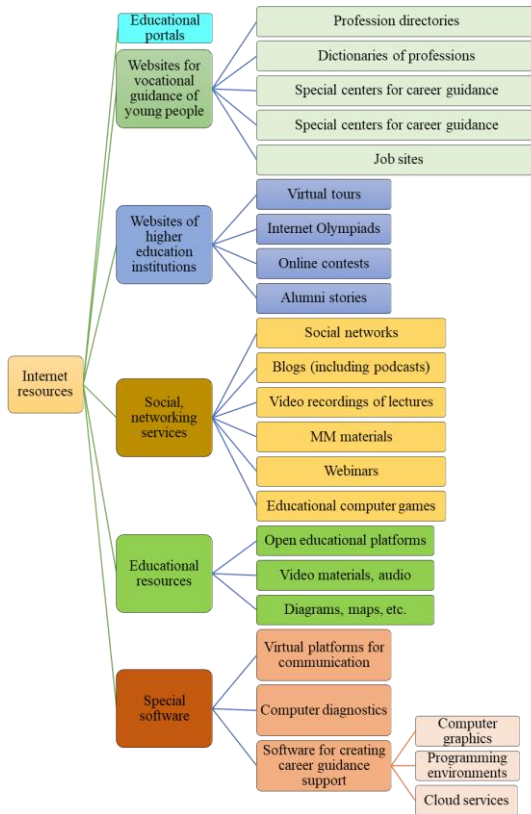 Educational
portals
Websites for
vocational
guidance of
young people
Profession directories
Dictionaries of professions
Special centers for career guidance
Special centers for career guidance
Job sites
Websites of
higher
education
institutions
Virtual tours
Internet Olympiads
Online contests
Alumni stories
Internet
resources
Social,
networking
services
Social networks
Blogs (including podcasts)
Video recordings of lectures
MM materials
Webinars
Educational computer games
Educational
resources
Open educational platforms
Video materials, audio
Diagrams, maps, etc.
Special
software
Virtual platforms for
communication
Computer diagnostics
Software for creating
career guidance
support
Computer
graphics
Programming
environments
Cloud services